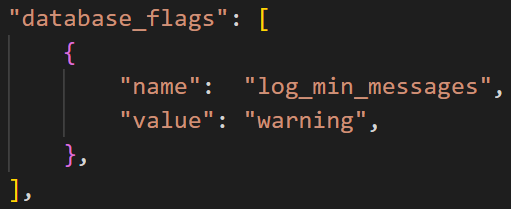 "database_flags": [
{
"name":  "log_min_messages",
"value": "warning",
},
],